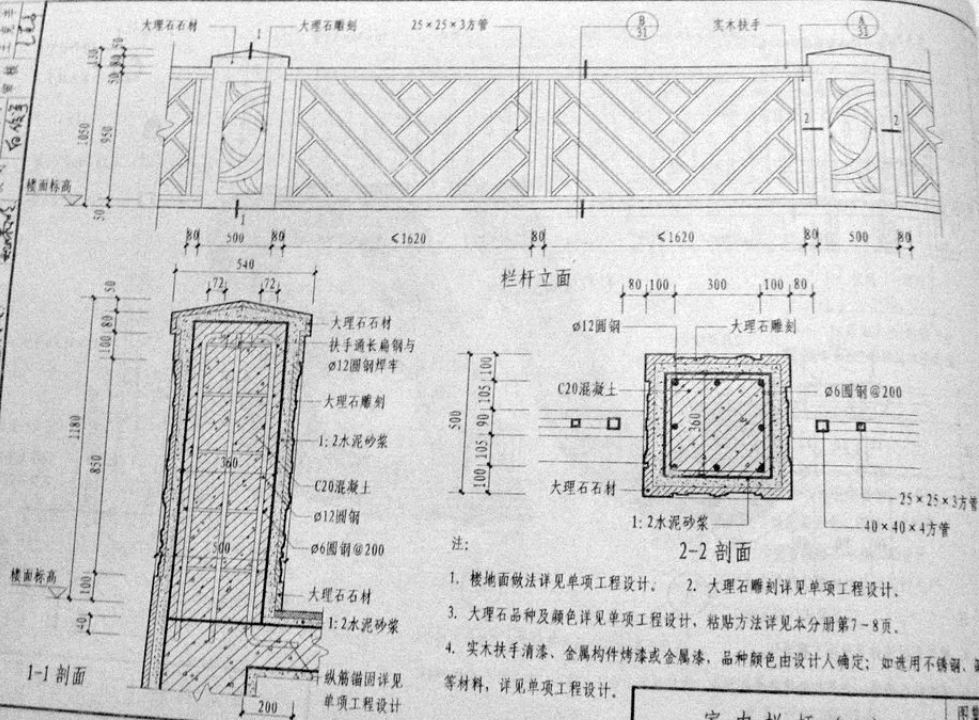 审核
大理石石材
1
大理石雕刻
25×25×3方管
B
31
实木扶手
A
31
130
50
80
50
1050
950
50
楼面标高
2
2
1
80
500
80
≤1620
80
≤1620
80
500
80
栏杆立面
540
72
72
50
80
100
1180
850
100
40
大理石石材
扶手通长扁钢与
ø12圆钢焊牢
大理石雕刻
1:2水泥砂浆
360
C20混凝土
ø12圆钢
500
ø6圆钢@200
楼面标高
大理石石材
1:2水泥砂浆
纵筋锚固详见
单项工程设计
200
1-1剖面
80
100
300
100
80
ø12圆钢
大理石雕刻
C20混凝土
ø6圆钢@200
500
100
105
90
105
100
360
大理石石材
1:2水泥砂浆
25×25×3方管
40×40×4方管
2-2剖面
注:
1、楼地面做法详见单项工程设计。 2、大理石雕刻详见单项工程设计。
3、大理石品种及颜色详见单项工程设计，粘贴方法详见本分册第7-8页。
4、实木扶手清漆、金属构件烤漆或金属漆，品种颜色由设计人确定；如选用不锈钢、
等材料，详见单项工程设计。